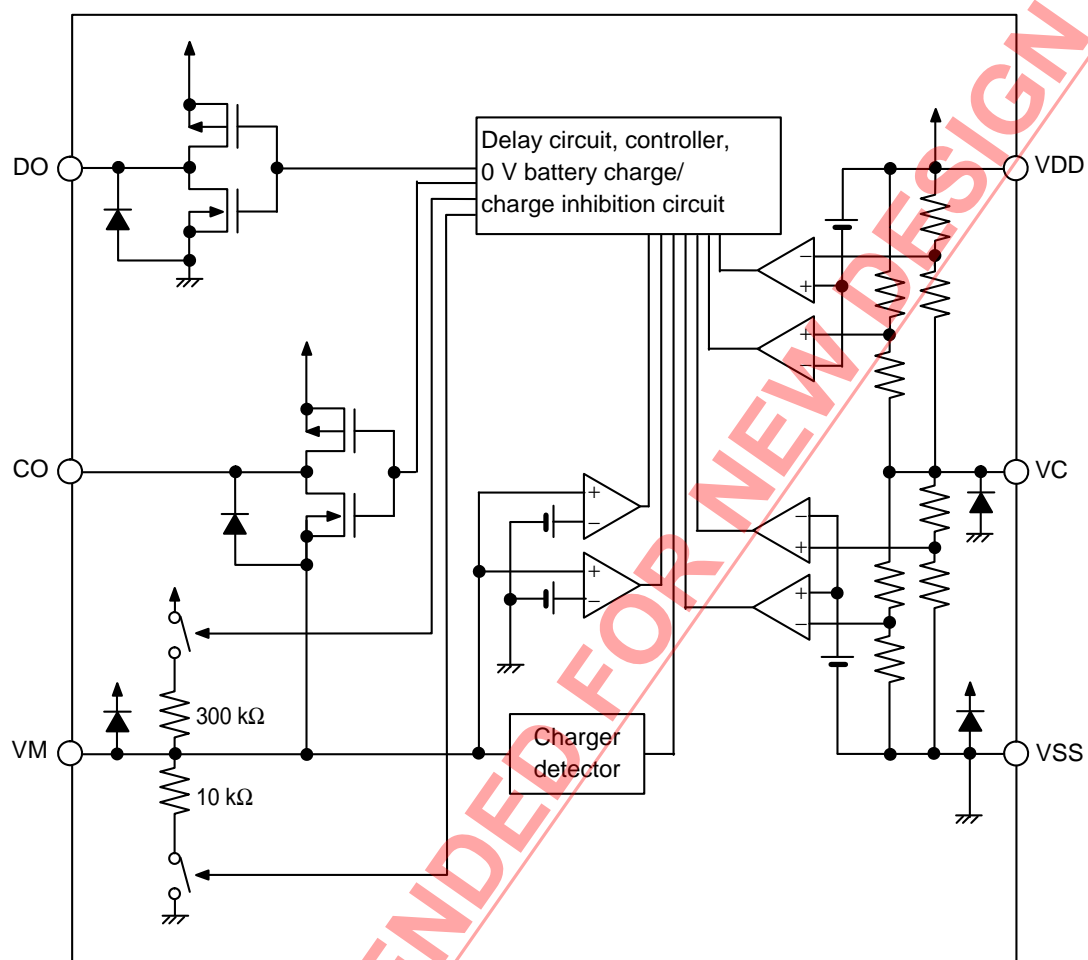 Delay circuit, controller,
0 V battery charge/
charge inhibition circuit
DO
VDD
−
+
+
−
CO
VC
+
−
−
+
+
−
+
−
300 kΩ
VM
Charger
detector
VSS
10 kΩ
ENDED FOR NEW DESIGN